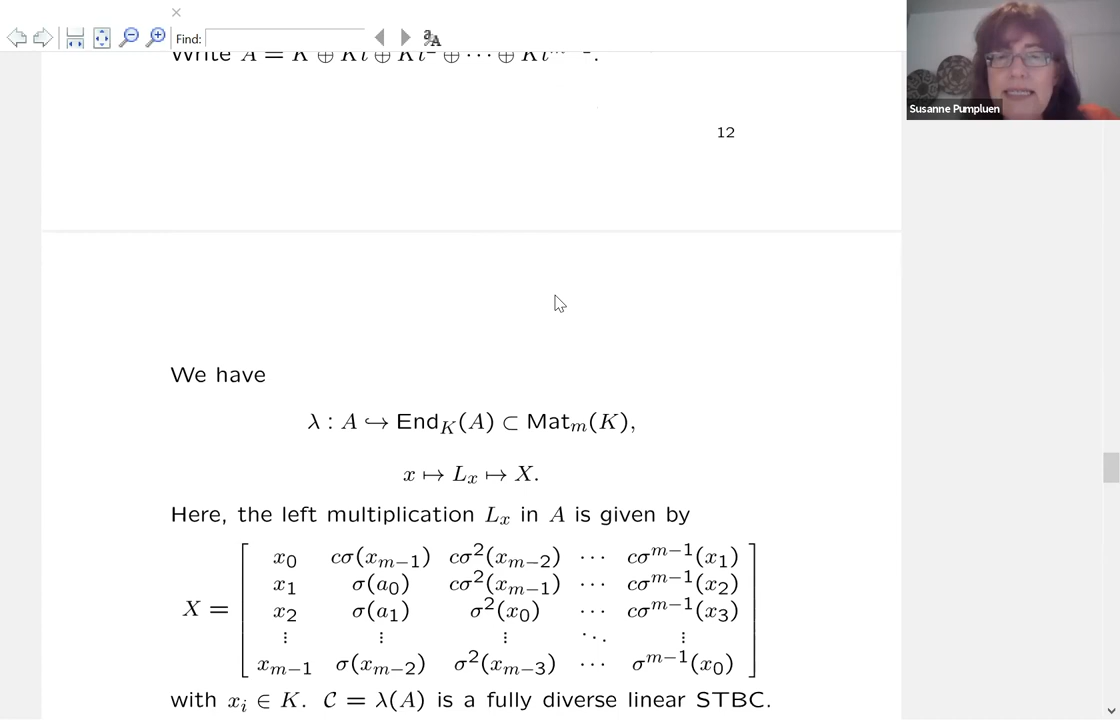 Find:
Susanne Pumpluen
Write A = K ⊕ Kt ⊕ Kt² ⊕ ⋯ ⊕ Kt
12
We have
λ : A ↪ End_K(A) ⊂ Mat_m(K),
x ↦ L_x ↦ X.
Here, the left multiplication L_x in A is given by
x_0 cσ(x_{m−1}) cσ²(x_{m−2}) ⋯ cσ^{m−1}(x_1)
x_1 σ(a_0) cσ²(x_{m−1}) ⋯ cσ^{m−1}(x_2)
X = x_2 σ(a_1) σ²(x_0) ⋯ cσ^{m−1}(x_3)
⋮ ⋮ ⋮ ⋱ ⋮
x_{m−1} σ(x_{m−2}) σ²(x_{m−3}) ⋯ σ^{m−1}(x_0)
with x_i ∈ K. C = λ(A) is a fully diverse linear STBC.